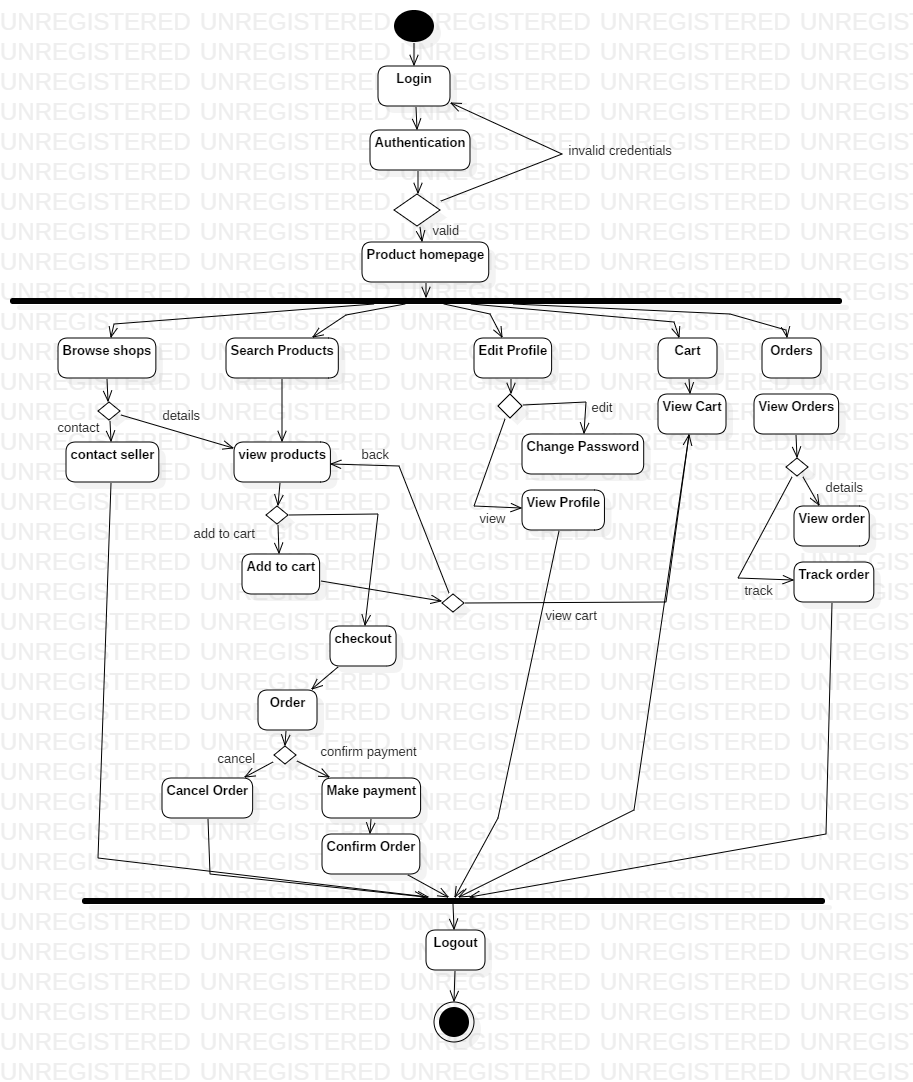 Login
Authentication
invalid credentials
valid
Product homepage
Browse shops
Search Products
Edit Profile
Cart
Orders
contact
details
edit
View Cart
View Orders
contact seller
view products
back
Change Password
details
View Profile
view
View order
add to cart
Add to cart
Track order
track
view cart
checkout
Order
cancel
confirm payment
Cancel Order
Make payment
Confirm Order
Logout
UNREGISTERED